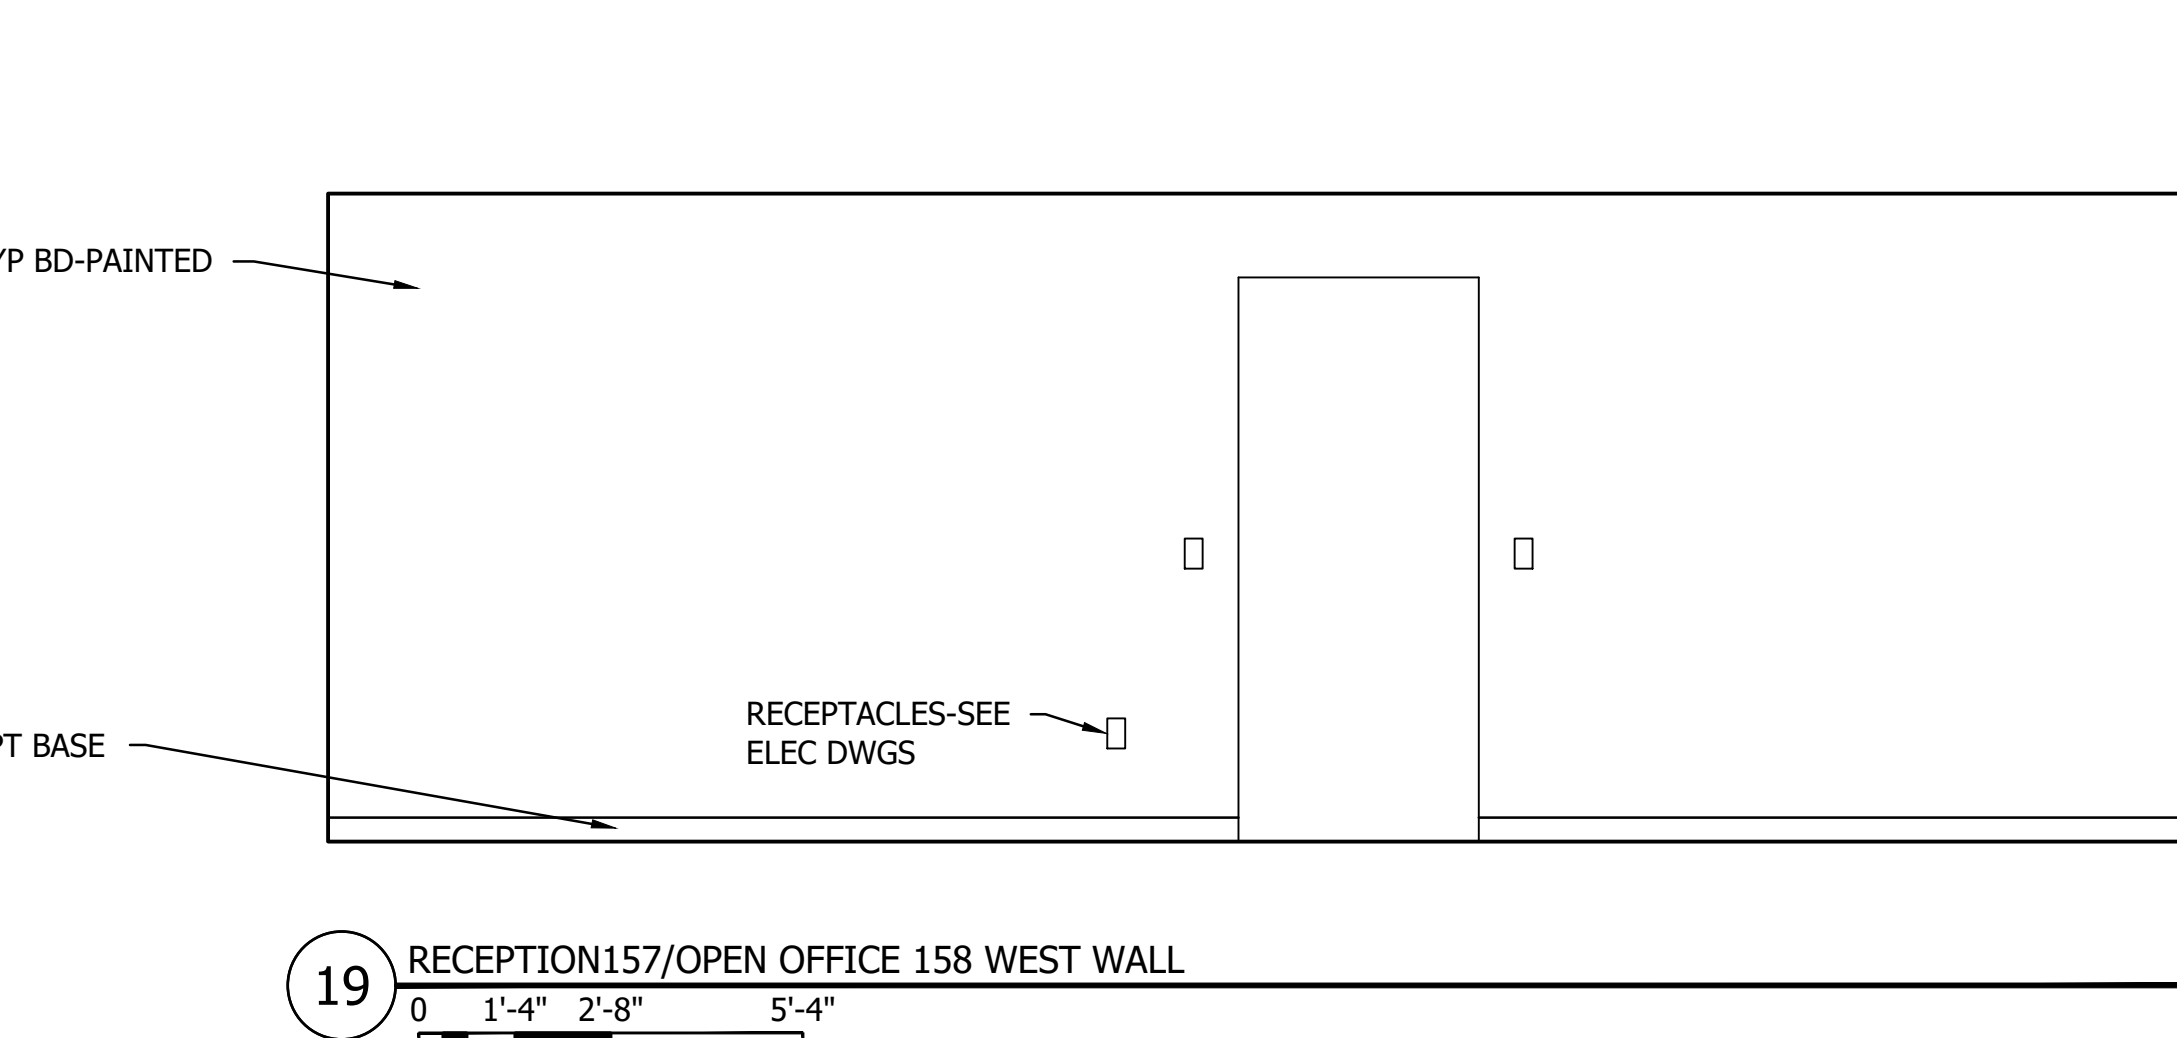 YP BD-PAINTED
RECEPTACLES-SEE
ELEC DWGS
PT BASE
19
RECEPTION157/OPEN OFFICE 158 WEST WALL
0 1'-4" 2'-8" 5'-4"